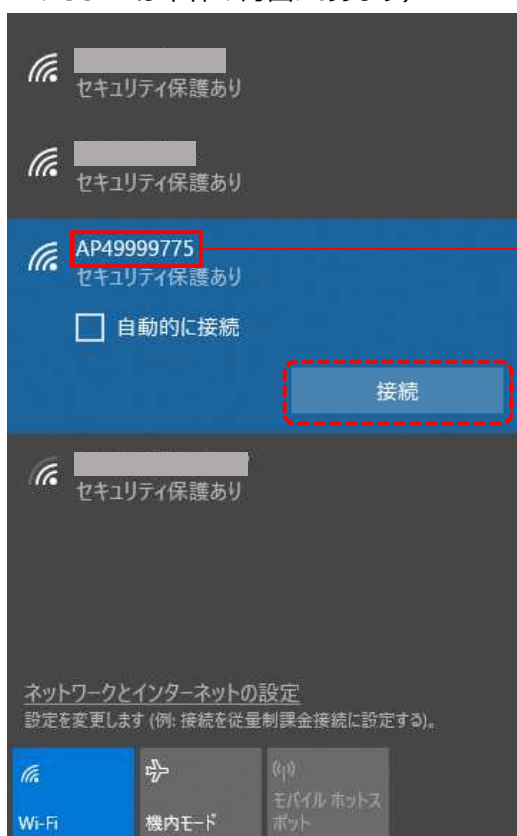 セキュリティ保護あり
セキュリティ保護あり
AP49999775
セキュリティ保護あり
自動的に接続
接続
セキュリティ保護あり
ネットワークとインターネットの設定
設定を変更します (例: 接続を従量制課金接続に設定する)。
Wi-Fi
機内モード
モバイル ホットス
ポット